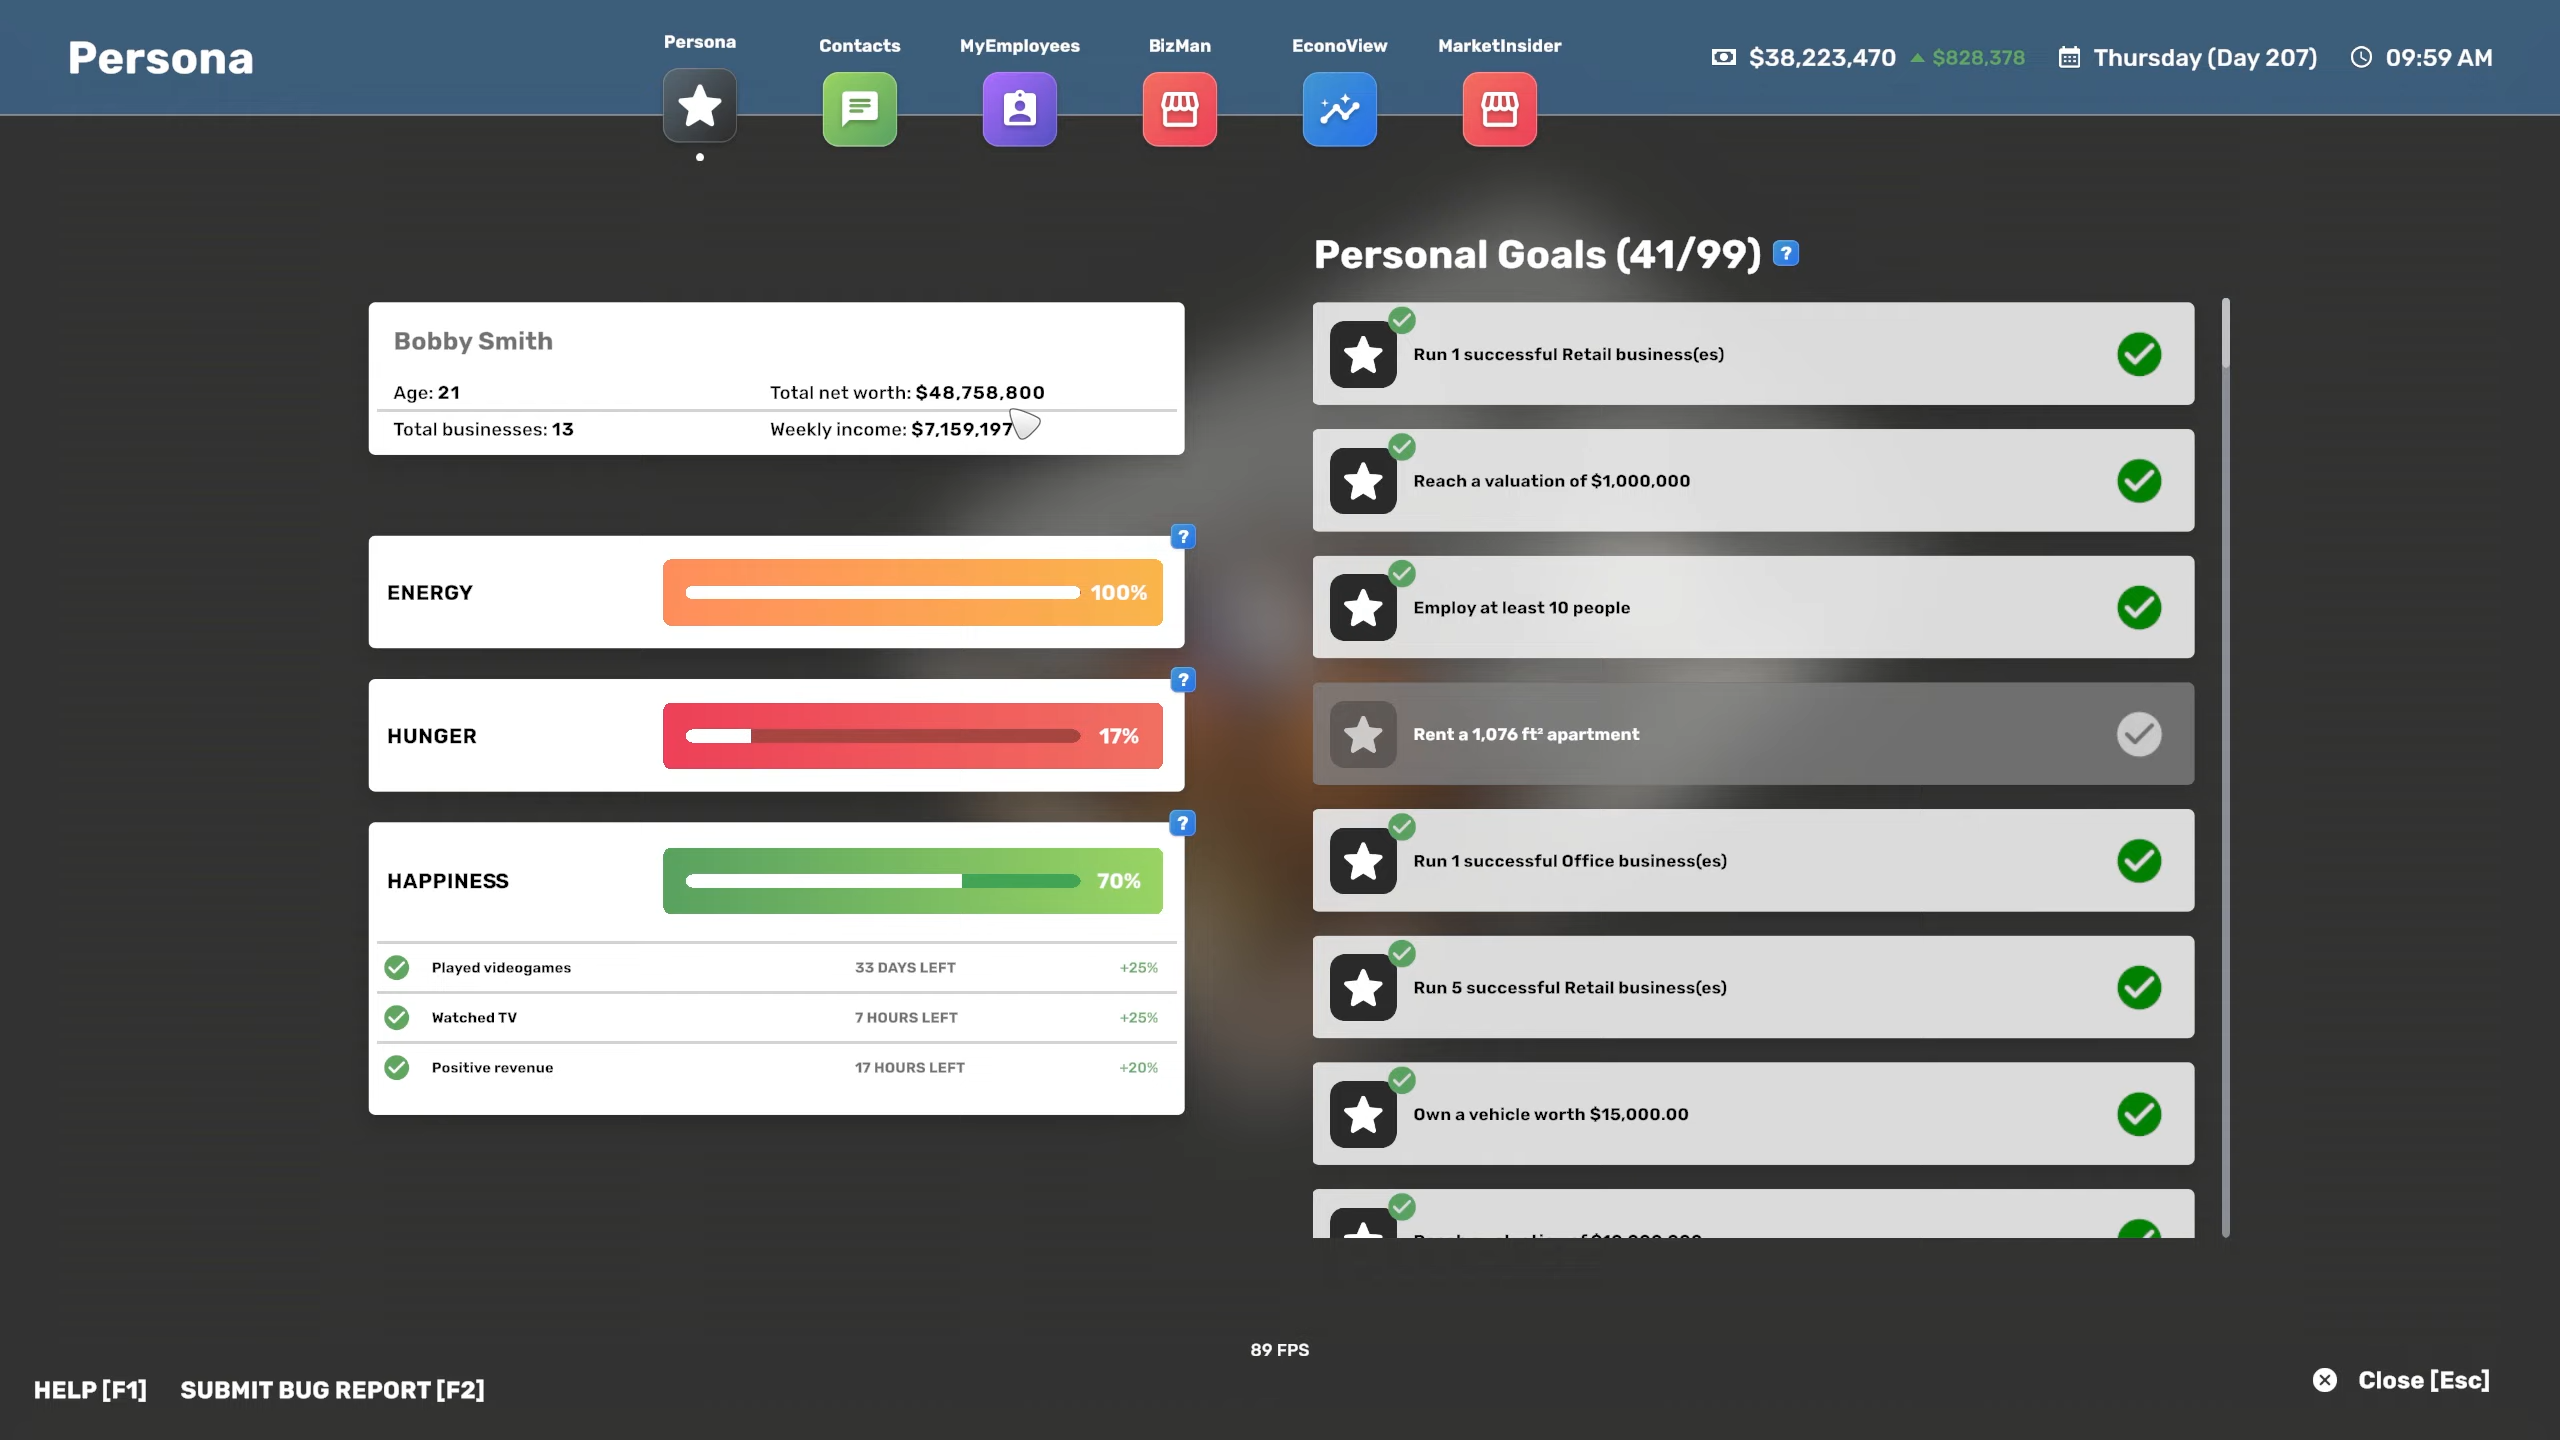 Persona
Persona
Contacts
MyEmployees
BizMan
EconoView
MarketInsider
$38,223,470
$828,378
Thursday (Day 207)
09:59 AM
Personal Goals (41/99) ?
Bobby Smith
Age: 21
Total net worth: $48,758,800
Total businesses: 13
Weekly income: $7,159,197
?
ENERGY
100%
?
HUNGER
17%
?
HAPPINESS
70%
Played videogames 33 DAYS LEFT +25%
Watched TV 7 HOURS LEFT +25%
Positive revenue 17 HOURS LEFT +20%
Run 1 successful Retail business(es)
Reach a valuation of $1,000,000
Employ at least 10 people
Rent a 1,076 ft² apartment
Run 1 successful Office business(es)
Run 5 successful Retail business(es)
Own a vehicle worth $15,000.00
89 FPS
HELP [F1]
SUBMIT BUG REPORT [F2]
Close [Esc]